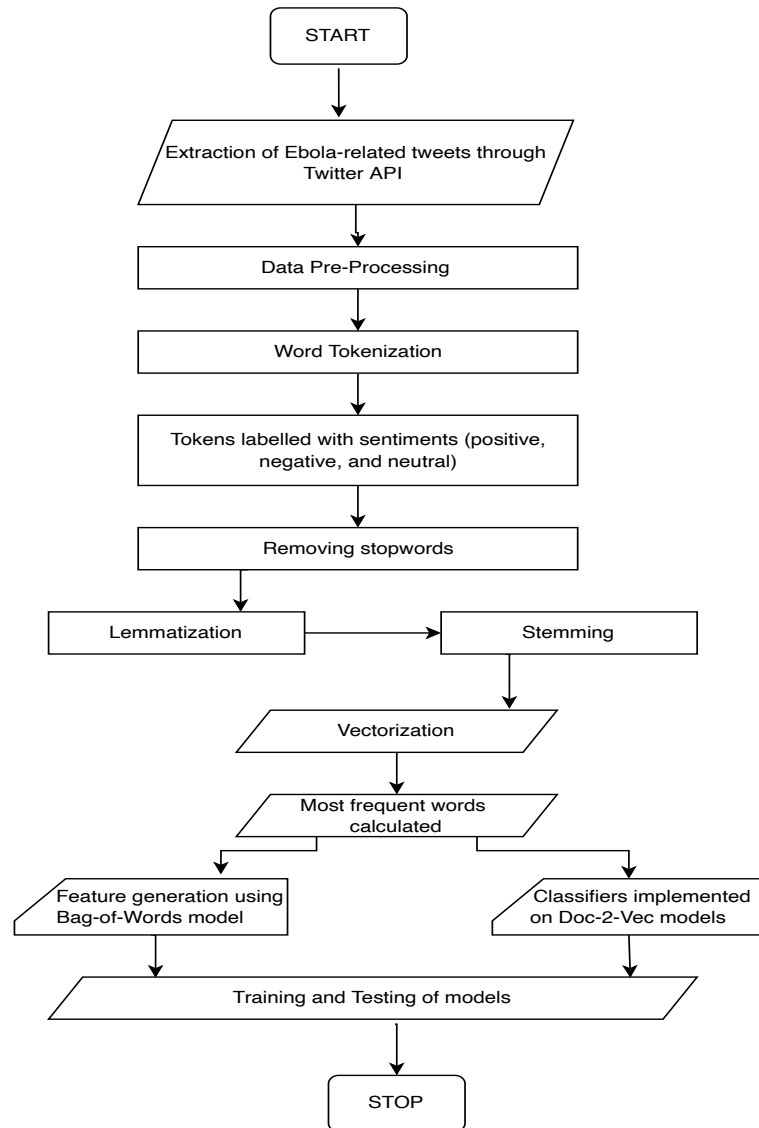 START
Extraction of Ebola-related tweets through
Twitter API
Data Pre-Processing
Word Tokenization
Tokens labelled with sentiments (positive,
negative, and neutral)
Removing stopwords
Lemmatization
Stemming
Vectorization
Most frequent words
calculated
Feature generation using
Bag-of-Words model
Classifiers implemented
on Doc-2-Vec models
Training and Testing of models
STOP